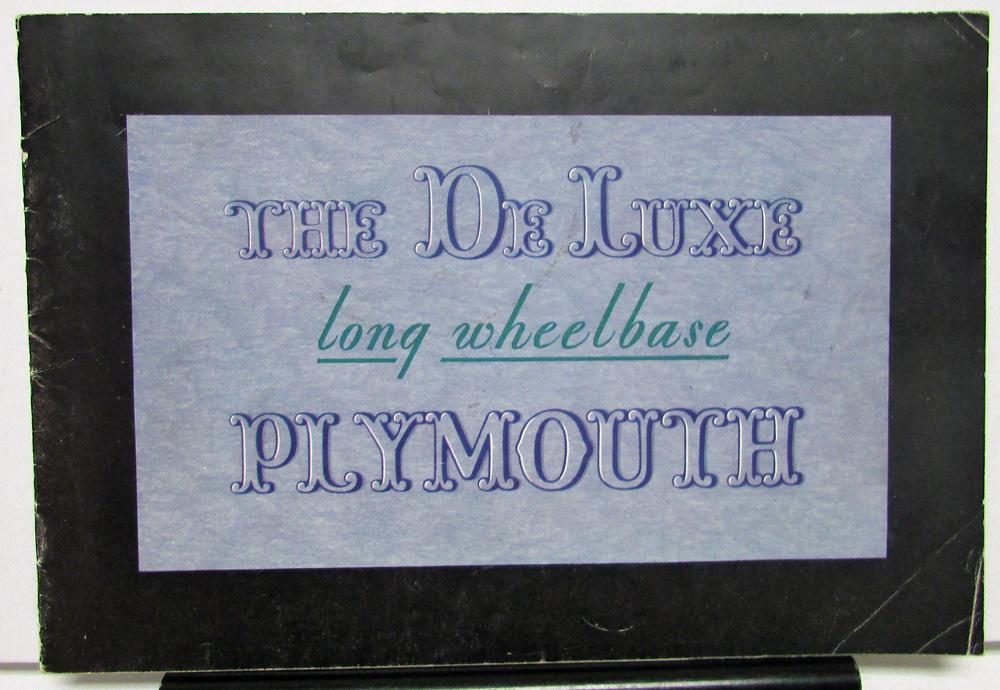 THE DE LUXE
long wheelbase
PLYMOUTH